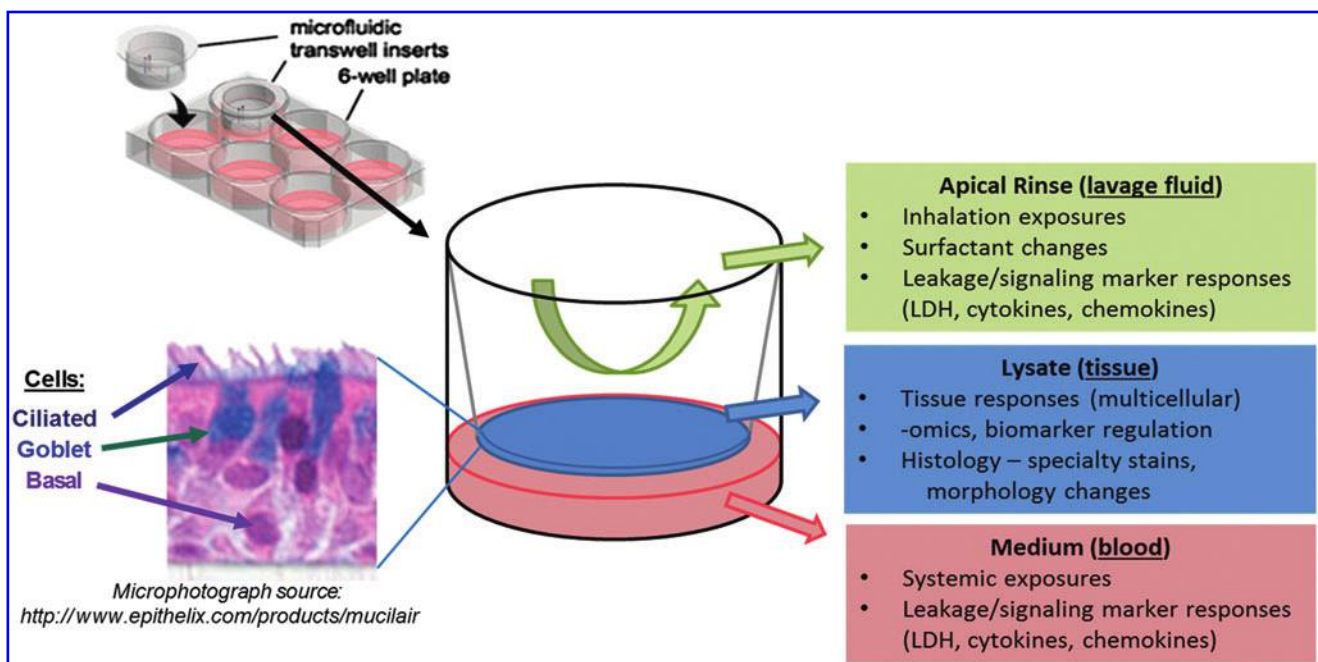 microfluidic
transwell inserts
6-well plate
Cells:
Ciliated
Goblet
Basal
Microphotograph source:
http://www.epithelix.com/products/mucilair
Apical Rinse (lavage fluid)
• Inhalation exposures
• Surfactant changes
• Leakage/signaling marker responses
(LDH, cytokines, chemokines)
Lysate (tissue)
• Tissue responses (multicellular)
• -omics, biomarker regulation
• Histology – specialty stains,
morphology changes
Medium (blood)
• Systemic exposures
• Leakage/signaling marker responses
(LDH, cytokines, chemokines)